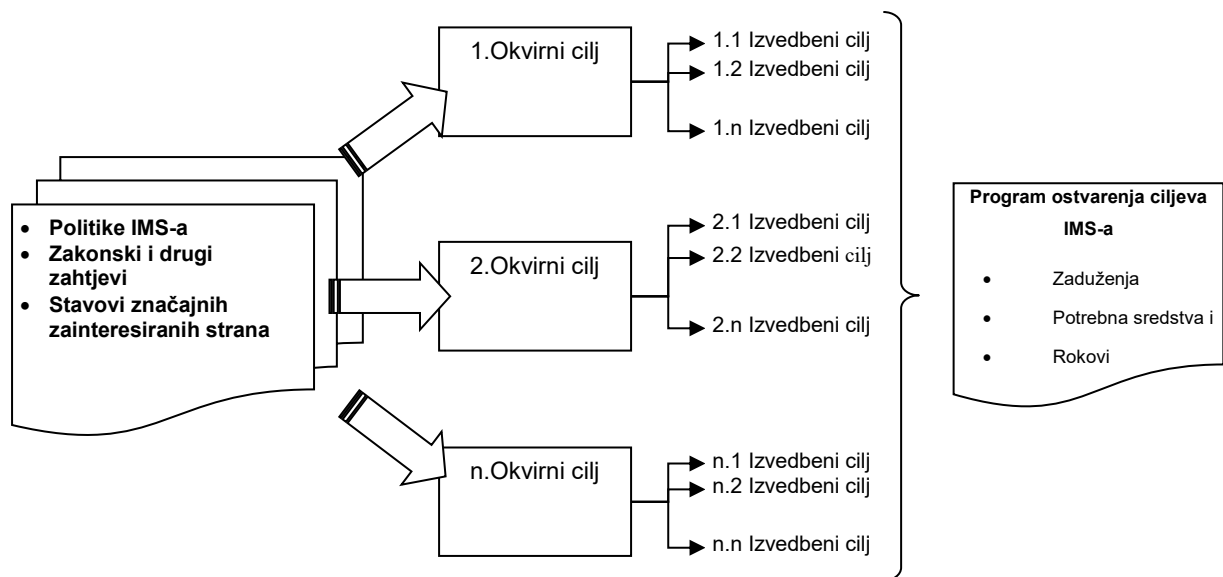 • Politike IMS-a
• Zakonski i drugi
zahtjevi
• Stavovi značajnih
zainteresiranih strana
1.Okvirni cilj
1.1 Izvedbeni cilj
1.2 Izvedbeni cilj
1.n Izvedbeni cilj
2.Okvirni cilj
2.1 Izvedbeni cilj
2.2 Izvedbeni cilj
2.n Izvedbeni cilj
n.Okvirni cilj
n.1 Izvedbeni cilj
n.2 Izvedbeni cilj
n.n Izvedbeni cilj
Program ostvarenja ciljeva
IMS-a
• Zaduženja
• Potrebna sredstva i
• Rokovi